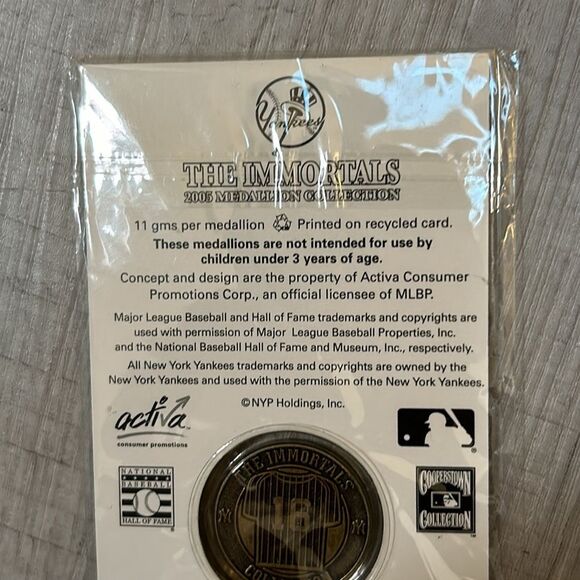 Yankees
THE IMMORTALS
2005 MEDALLION COLLECTION
11 gms per medallion Printed on recycled card.
These medallions are not intended for use by
children under 3 years of age.
Concept and design are the property of Activa Consumer
Promotions Corp., an official licensee of MLBP.
Major League Baseball and Hall of Fame trademarks and copyrights are
used with permission of Major League Baseball Properties, Inc.
and the National Baseball Hall of Fame and Museum, Inc., respectively.
All New York Yankees trademarks and copyrights are owned by the
New York Yankees and used with the permission of the New York Yankees.
©NYP Holdings, Inc.
activa™
consumer promotions
NATIONAL
BASEBALL
HALL OF FAME
THE IMMORTALS
NY
16
NY
COOPERSTOWN
COLLECTION